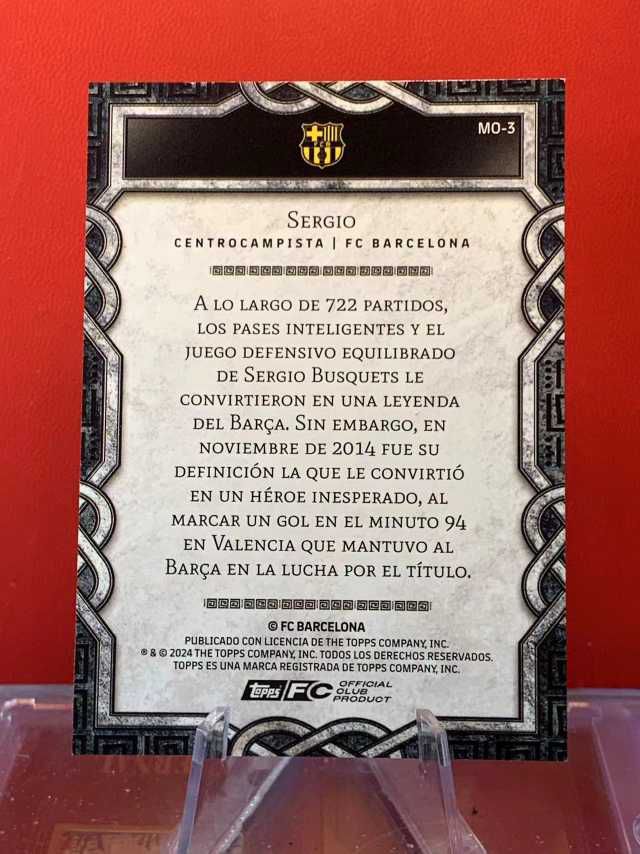 MO-3
FCB
SERGIO
CENTROCAMPISTA | FC BARCELONA
A LO LARGO DE 722 PARTIDOS,
LOS PASES INTELIGENTES Y EL
JUEGO DEFENSIVO EQUILIBRADO
DE SERGIO BUSQUETS LE
CONVIRTIERON EN UNA LEYENDA
DEL BARÇA. SIN EMBARGO, EN
NOVIEMBRE DE 2014 FUE SU
DEFINICIÓN LA QUE LE CONVIRTIÓ
EN UN HÉROE INESPERADO, AL
MARCAR UN GOL EN EL MINUTO 94
EN VALENCIA QUE MANTUVO AL
BARÇA EN LA LUCHA POR EL TÍTULO.
© FC BARCELONA
PUBLICADO CON LICENCIA DE THE TOPPS COMPANY, INC.
® & © 2024 THE TOPPS COMPANY, INC. TODOS LOS DERECHOS RESERVADOS.
TOPPS ES UNA MARCA REGISTRADA DE TOPPS COMPANY, INC.
Topps FC OFFICIAL
CLUB
PRODUCT